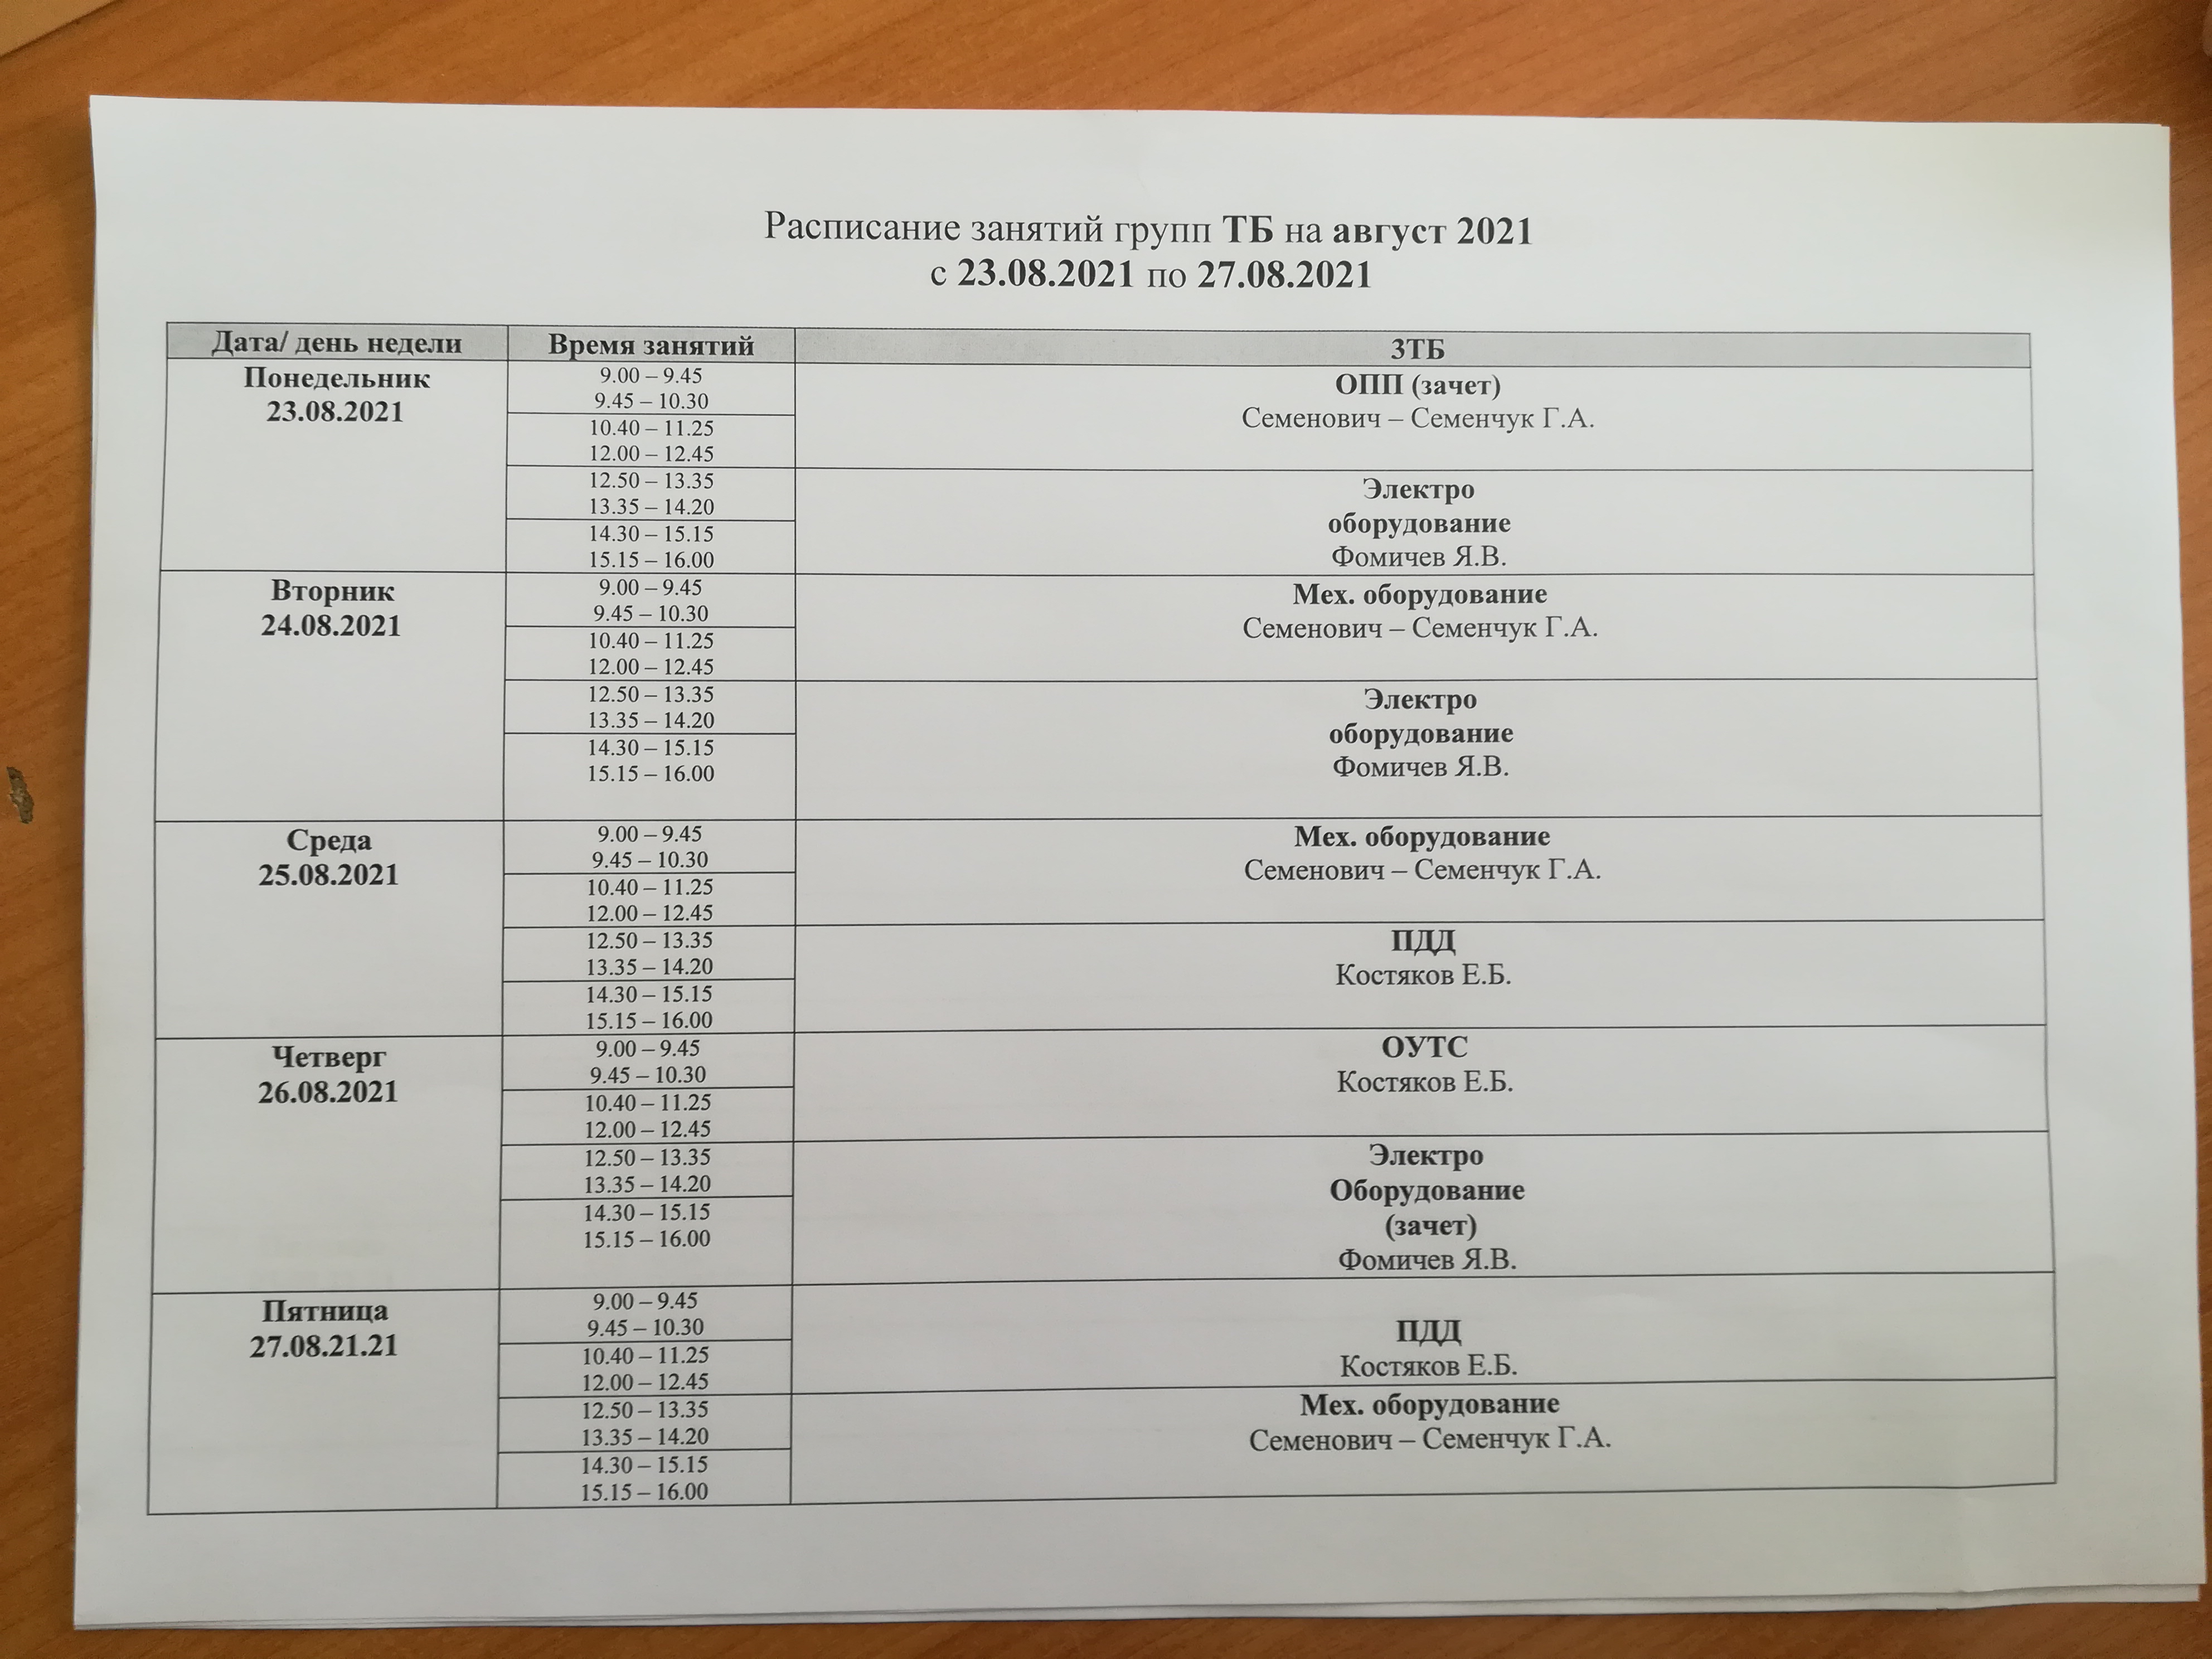 Расписание занятий групп ТБ на август 2021
с 23.08.2021 по 27.08.2021
Дата/ день недели
Время занятий
3ТБ
Понедельник
23.08.2021
9.00 – 9.45
9.45 – 10.30
10.40 – 11.25
12.00 – 12.45
ОПП (зачет)
Семенович – Семенчук Г.А.
12.50 – 13.35
13.35 – 14.20
14.30 – 15.15
15.15 – 16.00
Электро
оборудование
Фомичев Я.В.
Вторник
24.08.2021
9.00 – 9.45
9.45 – 10.30
10.40 – 11.25
12.00 – 12.45
Мех. оборудование
Семенович – Семенчук Г.А.
12.50 – 13.35
13.35 – 14.20
14.30 – 15.15
15.15 – 16.00
Электро
оборудование
Фомичев Я.В.
Среда
25.08.2021
9.00 – 9.45
9.45 – 10.30
10.40 – 11.25
12.00 – 12.45
Мех. оборудование
Семенович – Семенчук Г.А.
12.50 – 13.35
13.35 – 14.20
14.30 – 15.15
15.15 – 16.00
ПДД
Костяков Е.Б.
Четверг
26.08.2021
9.00 – 9.45
9.45 – 10.30
10.40 – 11.25
12.00 – 12.45
ОУТС
Костяков Е.Б.
12.50 – 13.35
13.35 – 14.20
14.30 – 15.15
15.15 – 16.00
Электро
Оборудование
(зачет)
Фомичев Я.В.
Пятница
27.08.21.21
9.00 – 9.45
9.45 – 10.30
10.40 – 11.25
12.00 – 12.45
ПДД
Костяков Е.Б.
12.50 – 13.35
13.35 – 14.20
14.30 – 15.15
15.15 – 16.00
Мех. оборудование
Семенович – Семенчук Г.А.